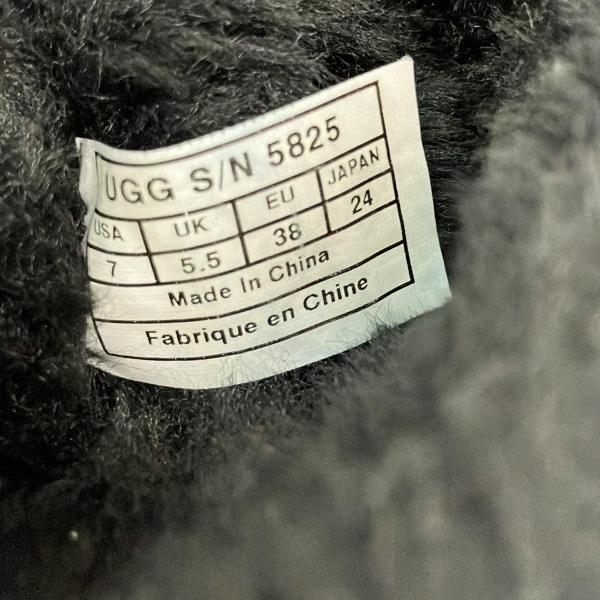 UGG S/N 5825
USA UK EU JAPAN
7 5.5 38 24
Made In China
Fabrique en Chine